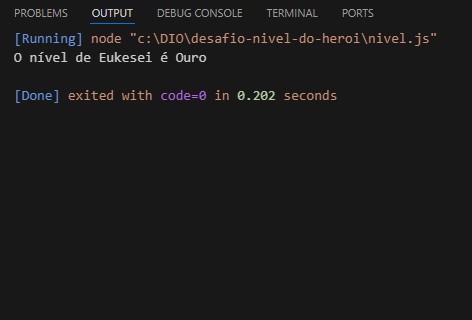 PROBLEMS OUTPUT DEBUG CONSOLE TERMINAL PORTS
[Running] node "c:\DIO\desafio-nivel-do-heroi\nivel.js"
O nível de Eukesei é Ouro
[Done] exited with code=0 in 0.202 seconds